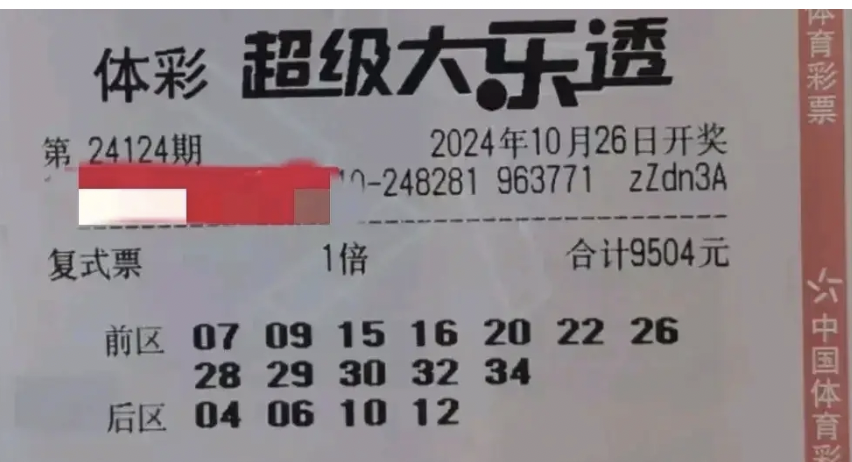 体彩 超级大乐透
第 24124期 2024年10月26日开奖
-248281 963771 zZdn3A
复式票 1倍 合计9504元
前区 07 09 15 16 20 22 26
28 29 30 32 34
后区 04 06 10 12
体育彩票
中国体育彩